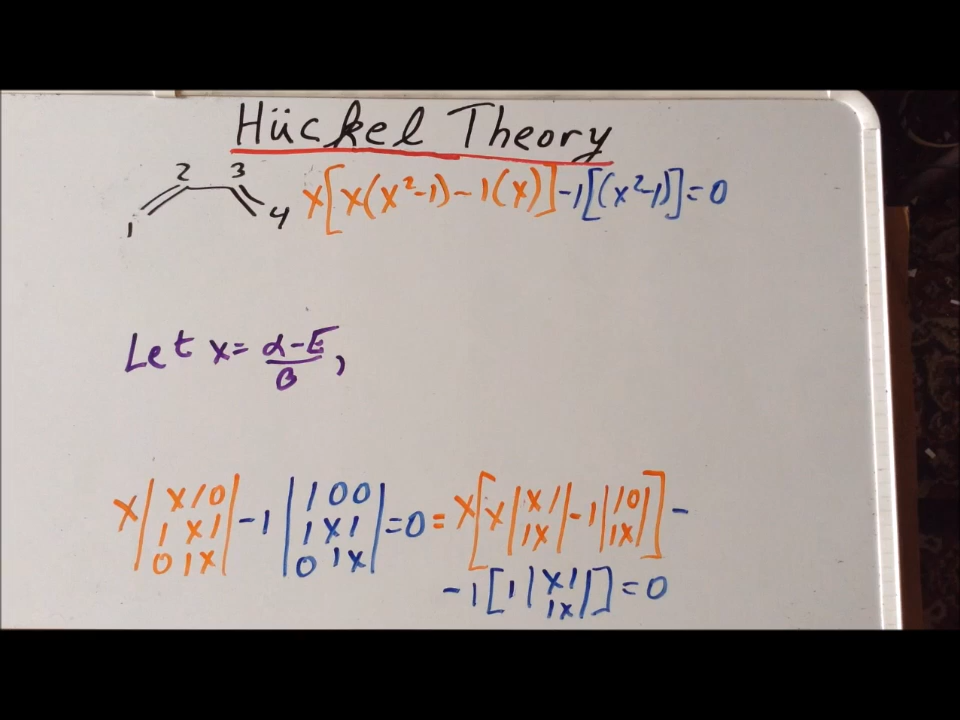 Hückel Theory
1 2 3 4
x[x(x²-1)-1(x)]-1[(x²-1)]=0
Let x= α-E/β,
x|x 1 0| -1 |1 0 0| =0 = x[x|x 1| -1|1 0|] -
|1 x 1| |1 x 1| |1 x| |1 x|
|0 1 x| |0 1 x|
-1[1|x 1|]=0
|1 x|